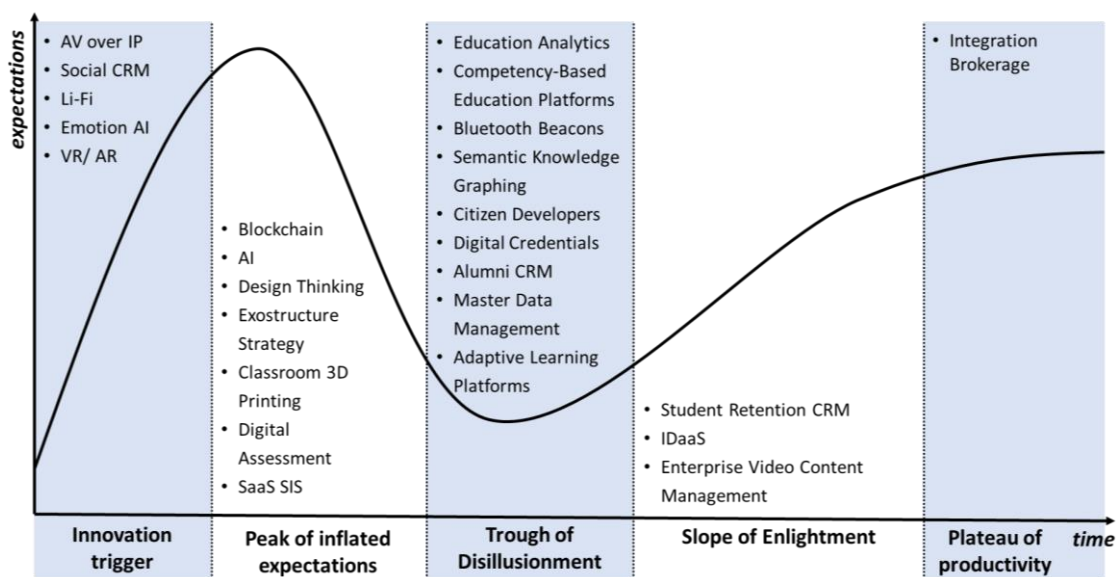 expectations
• AV over IP
• Social CRM
• Li-Fi
• Emotion AI
• VR/ AR
• Blockchain
• AI
• Design Thinking
• Exostructure
Strategy
• Classroom 3D
Printing
• Digital
Assessment
• SaaS SIS
• Education Analytics
• Competency-Based
Education Platforms
• Bluetooth Beacons
• Semantic Knowledge
Graphing
• Citizen Developers
• Digital Credentials
• Alumni CRM
• Master Data
Management
• Adaptive Learning
Platforms
• Student Retention CRM
• IDaaS
• Enterprise Video Content
Management
• Integration
Brokerage
Innovation
trigger
Peak of inflated
expectations
Trough of
Disillusionment
Slope of Enlightment
Plateau of
productivity
time